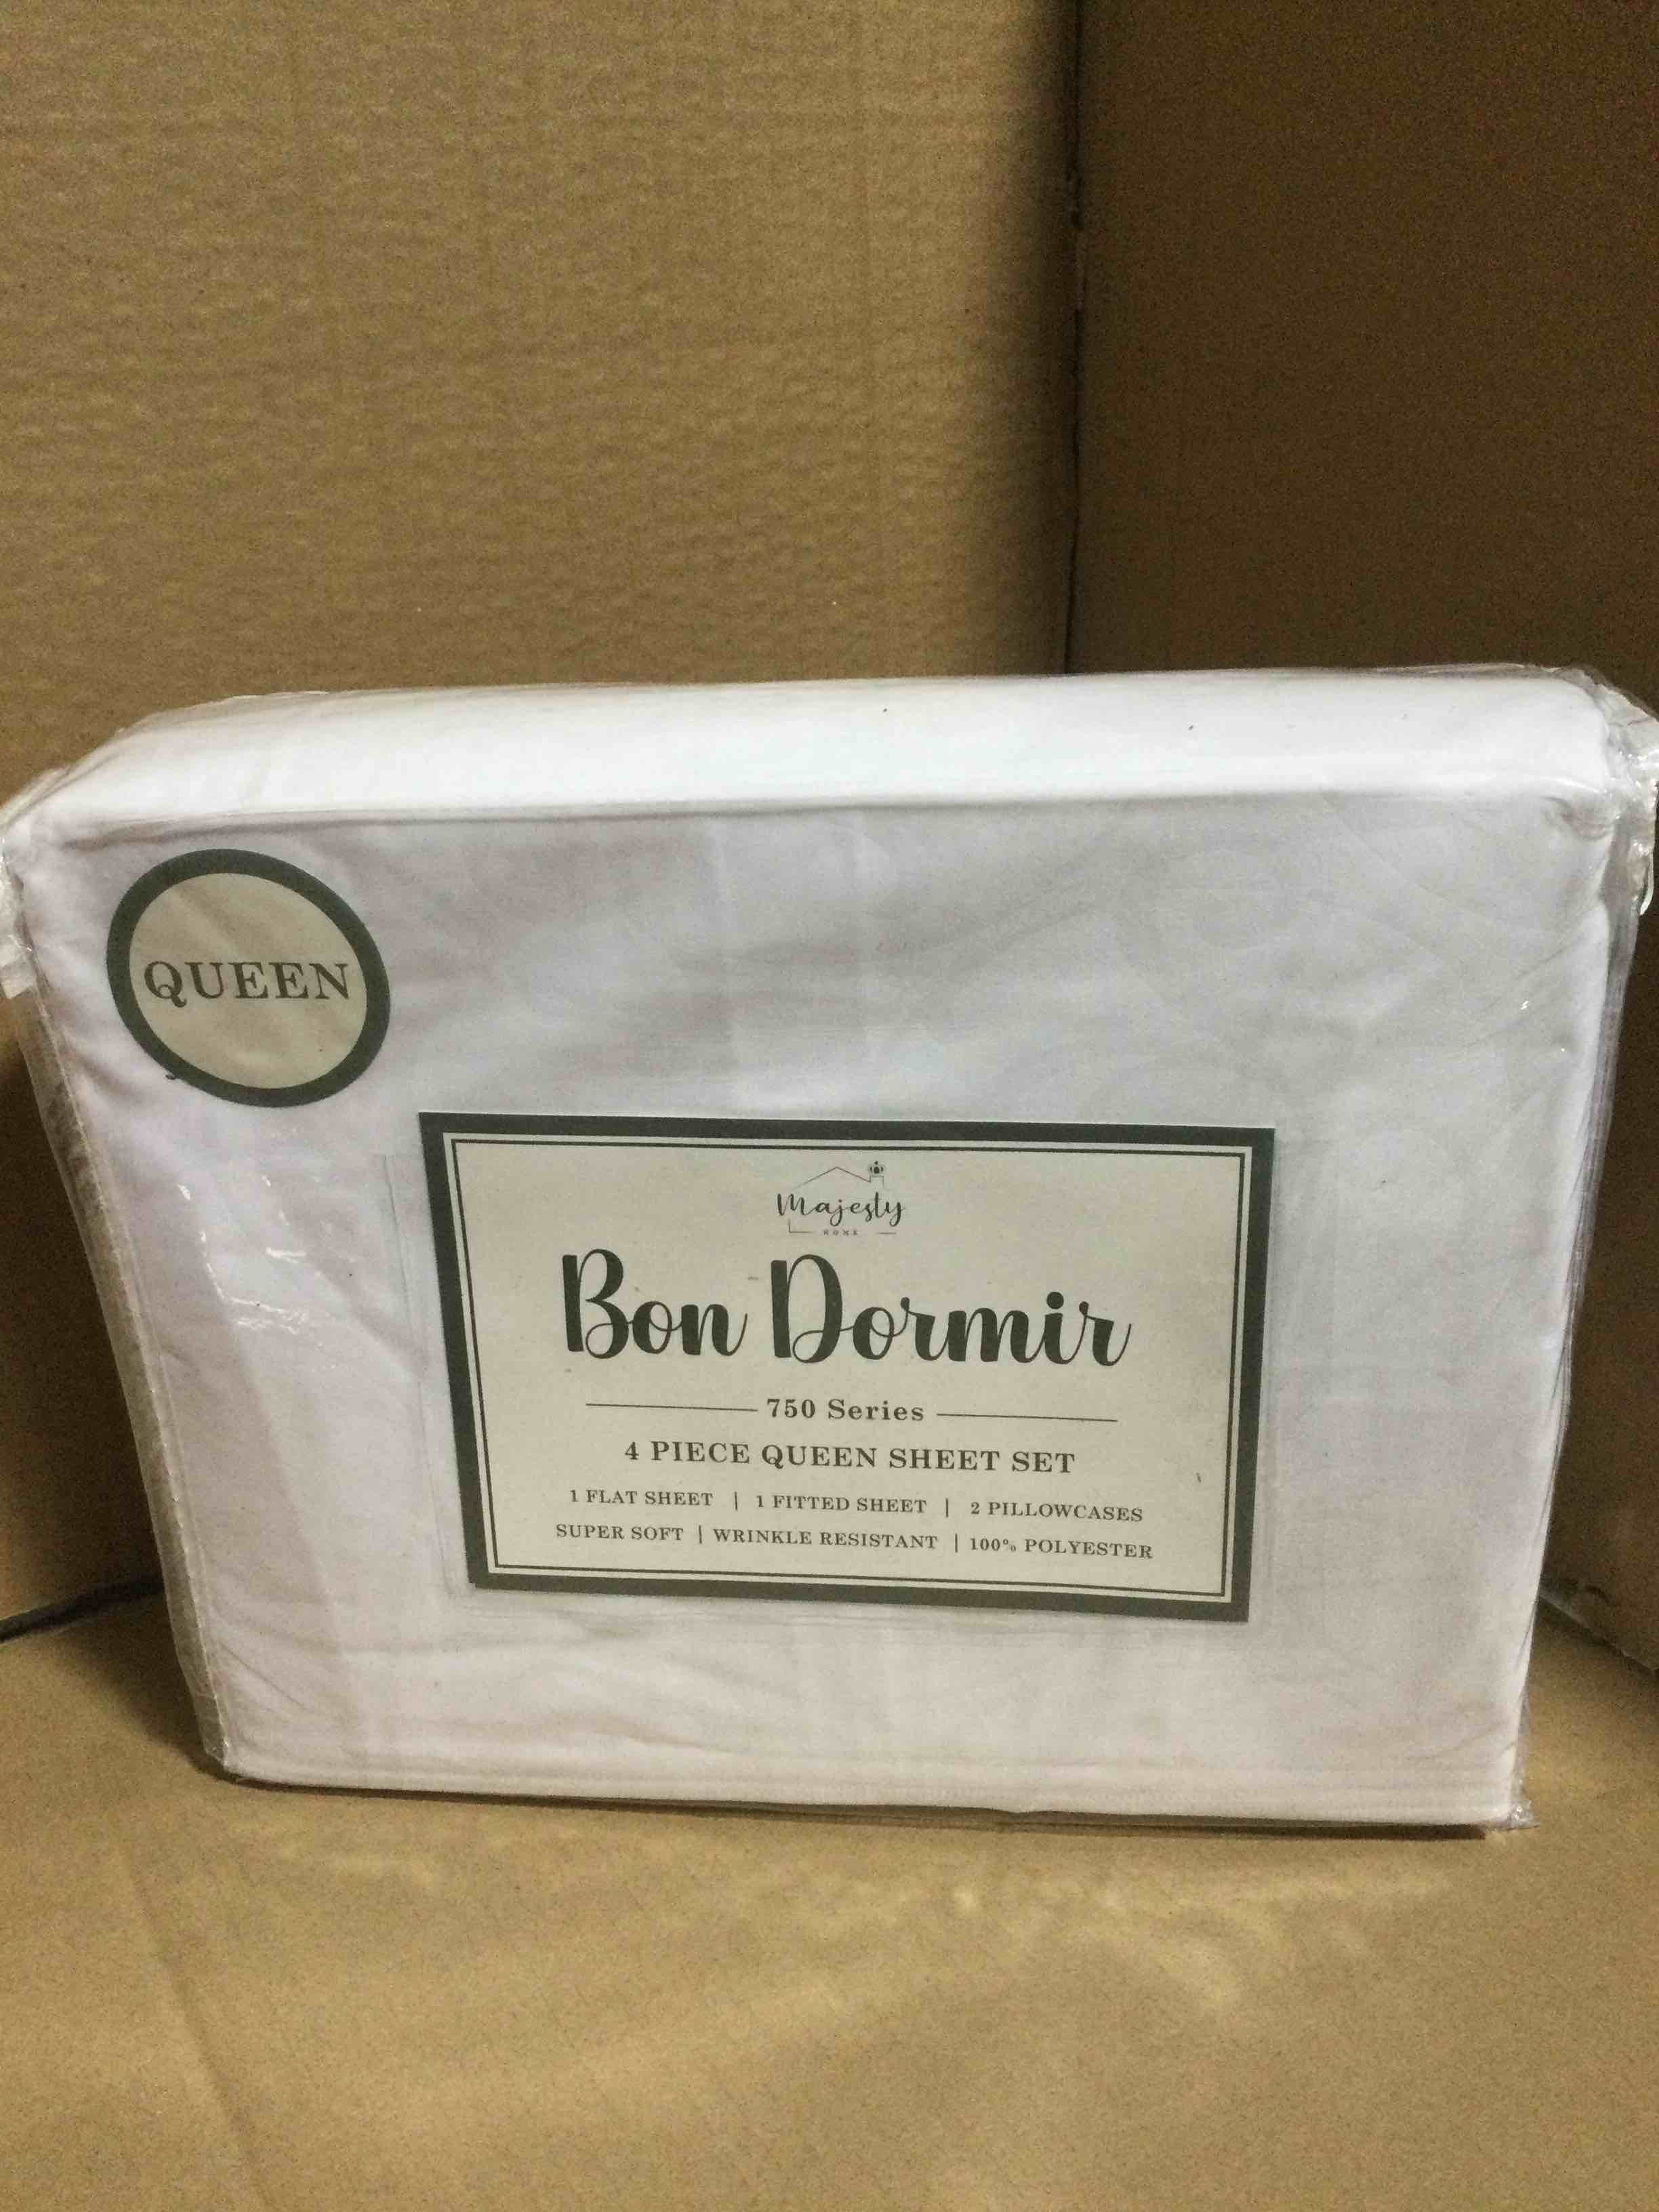 QUEEN
Majesty
HOME
Bon Dormir
750 Series
4 PIECE QUEEN SHEET SET
1 FLAT SHEET | 1 FITTED SHEET | 2 PILLOWCASES
SUPER SOFT | WRINKLE RESISTANT | 100% POLYESTER